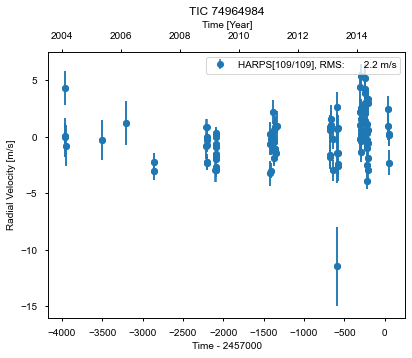 TIC 74964984
Time [Year]
2004 2006 2008 2010 2012 2014
HARPS[109/109], RMS: 2.2 m/s
Radial Velocity [m/s]
5
0
−5
−10
−15
−4000 −3500 −3000 −2500 −2000 −1500 −1000 −500 0
Time - 2457000